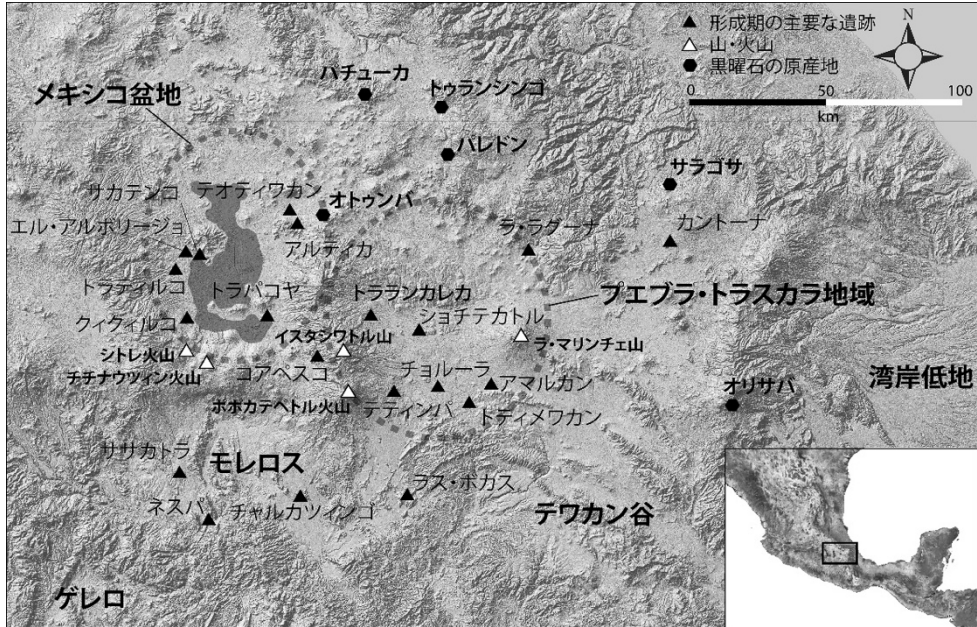 ▲ 形成期の主要な遺跡
△ 山・火山
⬣ 黒曜石の原産地
N
0 50 100
km
パチューカ
トゥランシンゴ
メキシコ盆地
パレドン
サラゴサ
サカテンコ
テオティワカン
オトゥンバ
エル・アルボリージョ
アルティカ
ラ・ラグーナ
カントーナ
トラティルコ
トラパコヤ
トラランカレカ
プエブラ・トラスカラ地域
クィクィルコ
ショチテカトル
イスタシワトル山
ラ・マリンチェ山
シトレ火山
チチナウツィン火山
コアペスコ
チョルーラ
アマルカン
湾岸低地
ポポカテペトル火山
テティンパ
トティメワカン
オリサバ
ササカトラ
モレロス
ネスパ
チャルカツィンゴ
ラス・ボカス
テワカン谷
ゲレロ